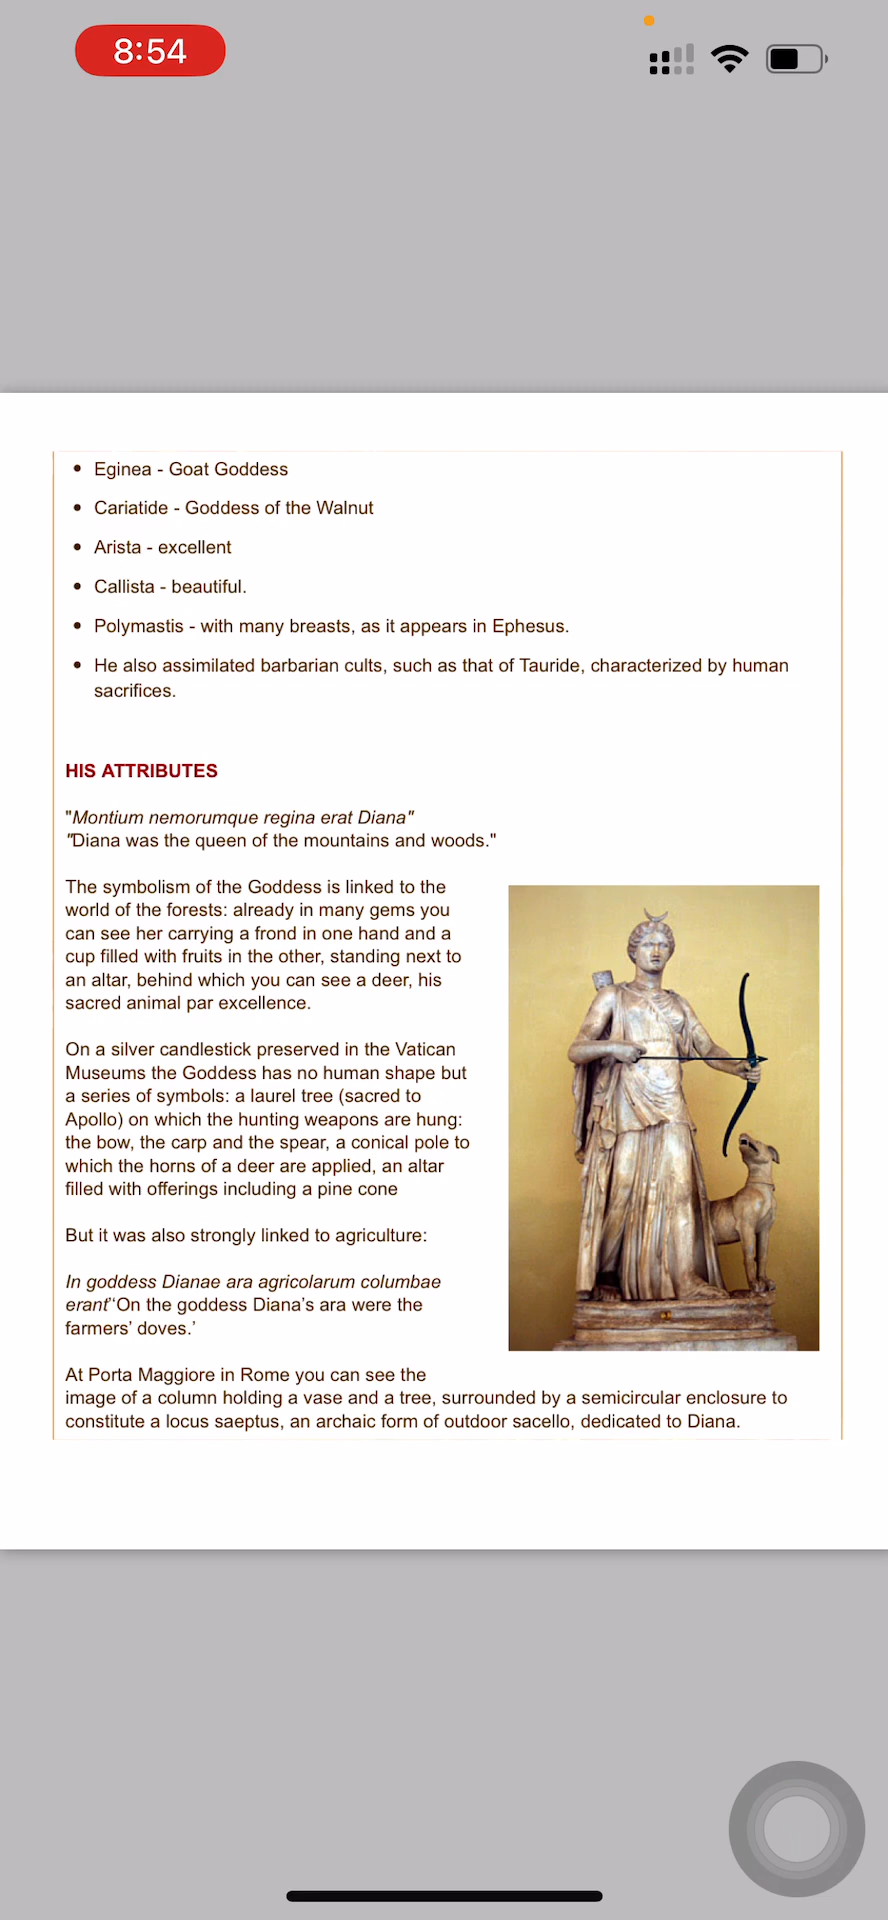 8:54
• Eginea - Goat Goddess
• Cariatide - Goddess of the Walnut
• Arista - excellent
• Callista - beautiful.
• Polymastis - with many breasts, as it appears in Ephesus.
• He also assimilated barbarian cults, such as that of Tauride, characterized by human
sacrifices.
HIS ATTRIBUTES
"Montium nemorumque regina erat Diana"
"Diana was the queen of the mountains and woods."
The symbolism of the Goddess is linked to the
world of the forests: already in many gems you
can see her carrying a frond in one hand and a
cup filled with fruits in the other, standing next to
an altar, behind which you can see a deer, his
sacred animal par excellence.
On a silver candlestick preserved in the Vatican
Museums the Goddess has no human shape but
a series of symbols: a laurel tree (sacred to
Apollo) on which the hunting weapons are hung:
the bow, the carp and the spear, a conical pole to
which the horns of a deer are applied, an altar
filled with offerings including a pine cone
But it was also strongly linked to agriculture:
In goddess Dianae ara agricolarum columbae
erant"‘On the goddess Diana’s ara were the
farmers’ doves.’
At Porta Maggiore in Rome you can see the
image of a column holding a vase and a tree, surrounded by a semicircular enclosure to
constitute a locus saeptus, an archaic form of outdoor sacello, dedicated to Diana.